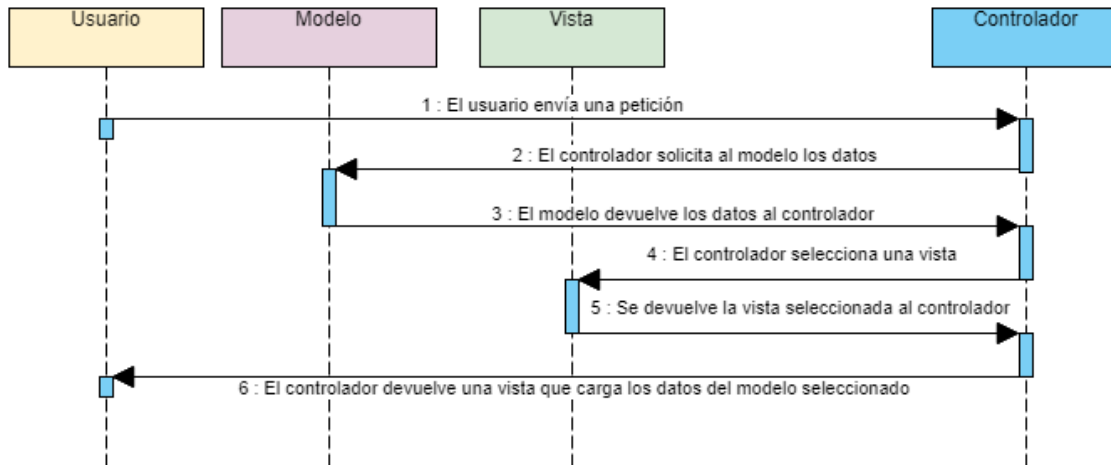 Usuario
Modelo
Vista
Controlador
1 : El usuario envía una petición
2 : El controlador solicita al modelo los datos
3 : El modelo devuelve los datos al controlador
4 : El controlador selecciona una vista
5 : Se devuelve la vista seleccionada al controlador
6 : El controlador devuelve una vista que carga los datos del modelo seleccionado